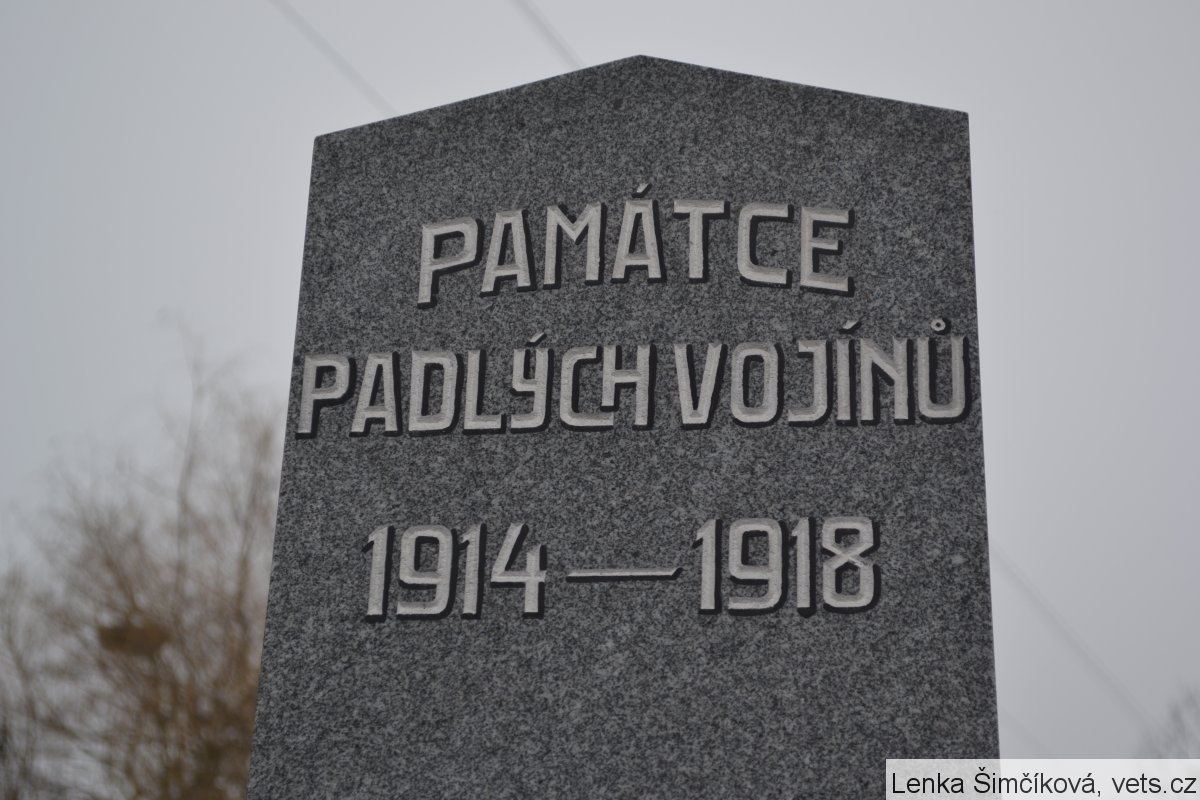 PAMÁTCE
PADLÝCH VOJÍNŮ
1914 — 1918
Lenka Šimčíková, vets.cz